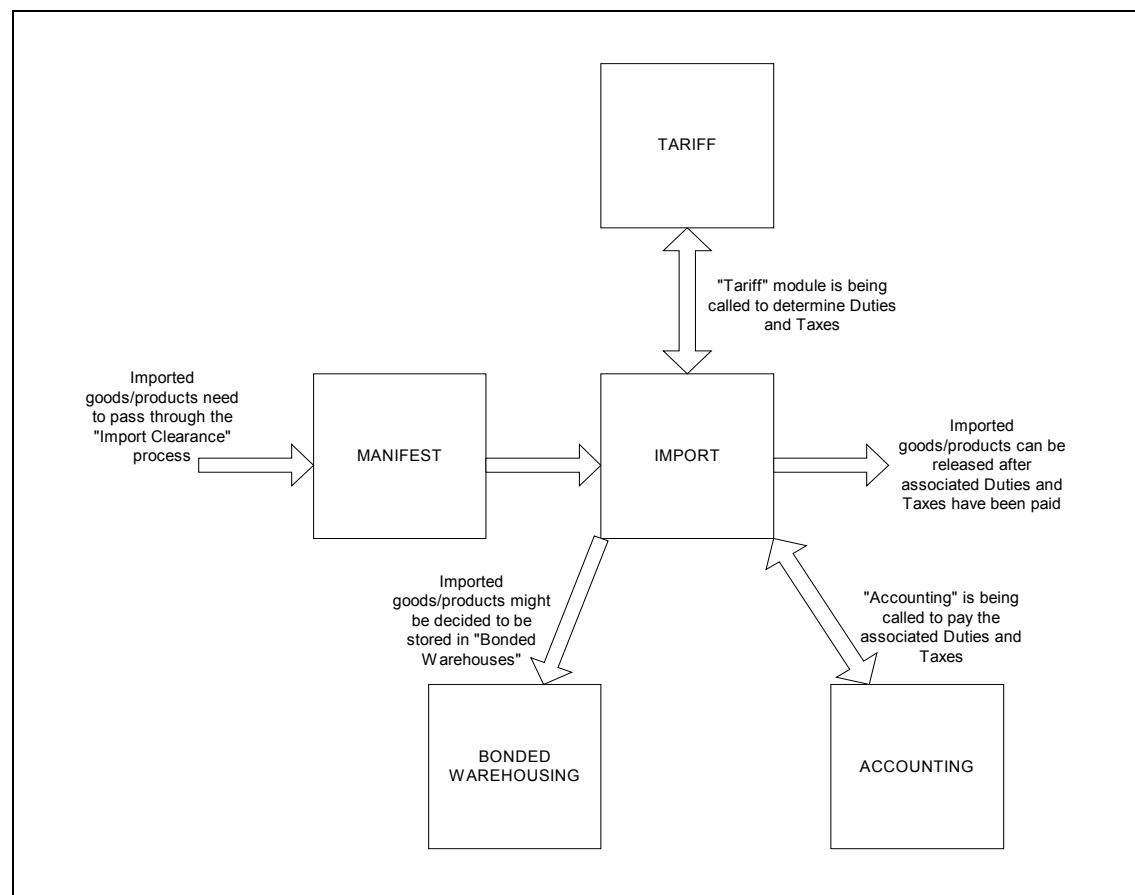 TARIFF
"Tariff" module is being
called to determine Duties
and Taxes
Imported
goods/products need
to pass through the
"Import Clearance"
process
MANIFEST
IMPORT
Imported
goods/products can be
released after
associated Duties and
Taxes have been paid
Imported
goods/products might
be decided to be
stored in "Bonded
Warehouses"
"Accounting" is being
called to pay the
associated Duties and
Taxes
BONDED
WAREHOUSING
ACCOUNTING